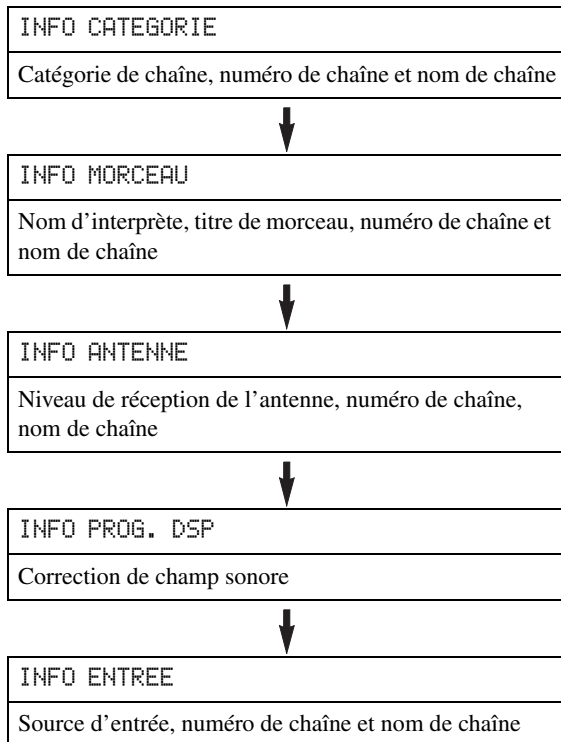 INFO CATEGORIE
Catégorie de chaîne, numéro de chaîne et nom de chaîne
INFO MORCEAU
Nom d'interprète, titre de morceau, numéro de chaîne et
nom de chaîne
INFO ANTENNE
Niveau de réception de l'antenne, numéro de chaîne,
nom de chaîne
INFO PROG. DSP
Correction de champ sonore
INFO ENTREE
Source d'entrée, numéro de chaîne et nom de chaîne